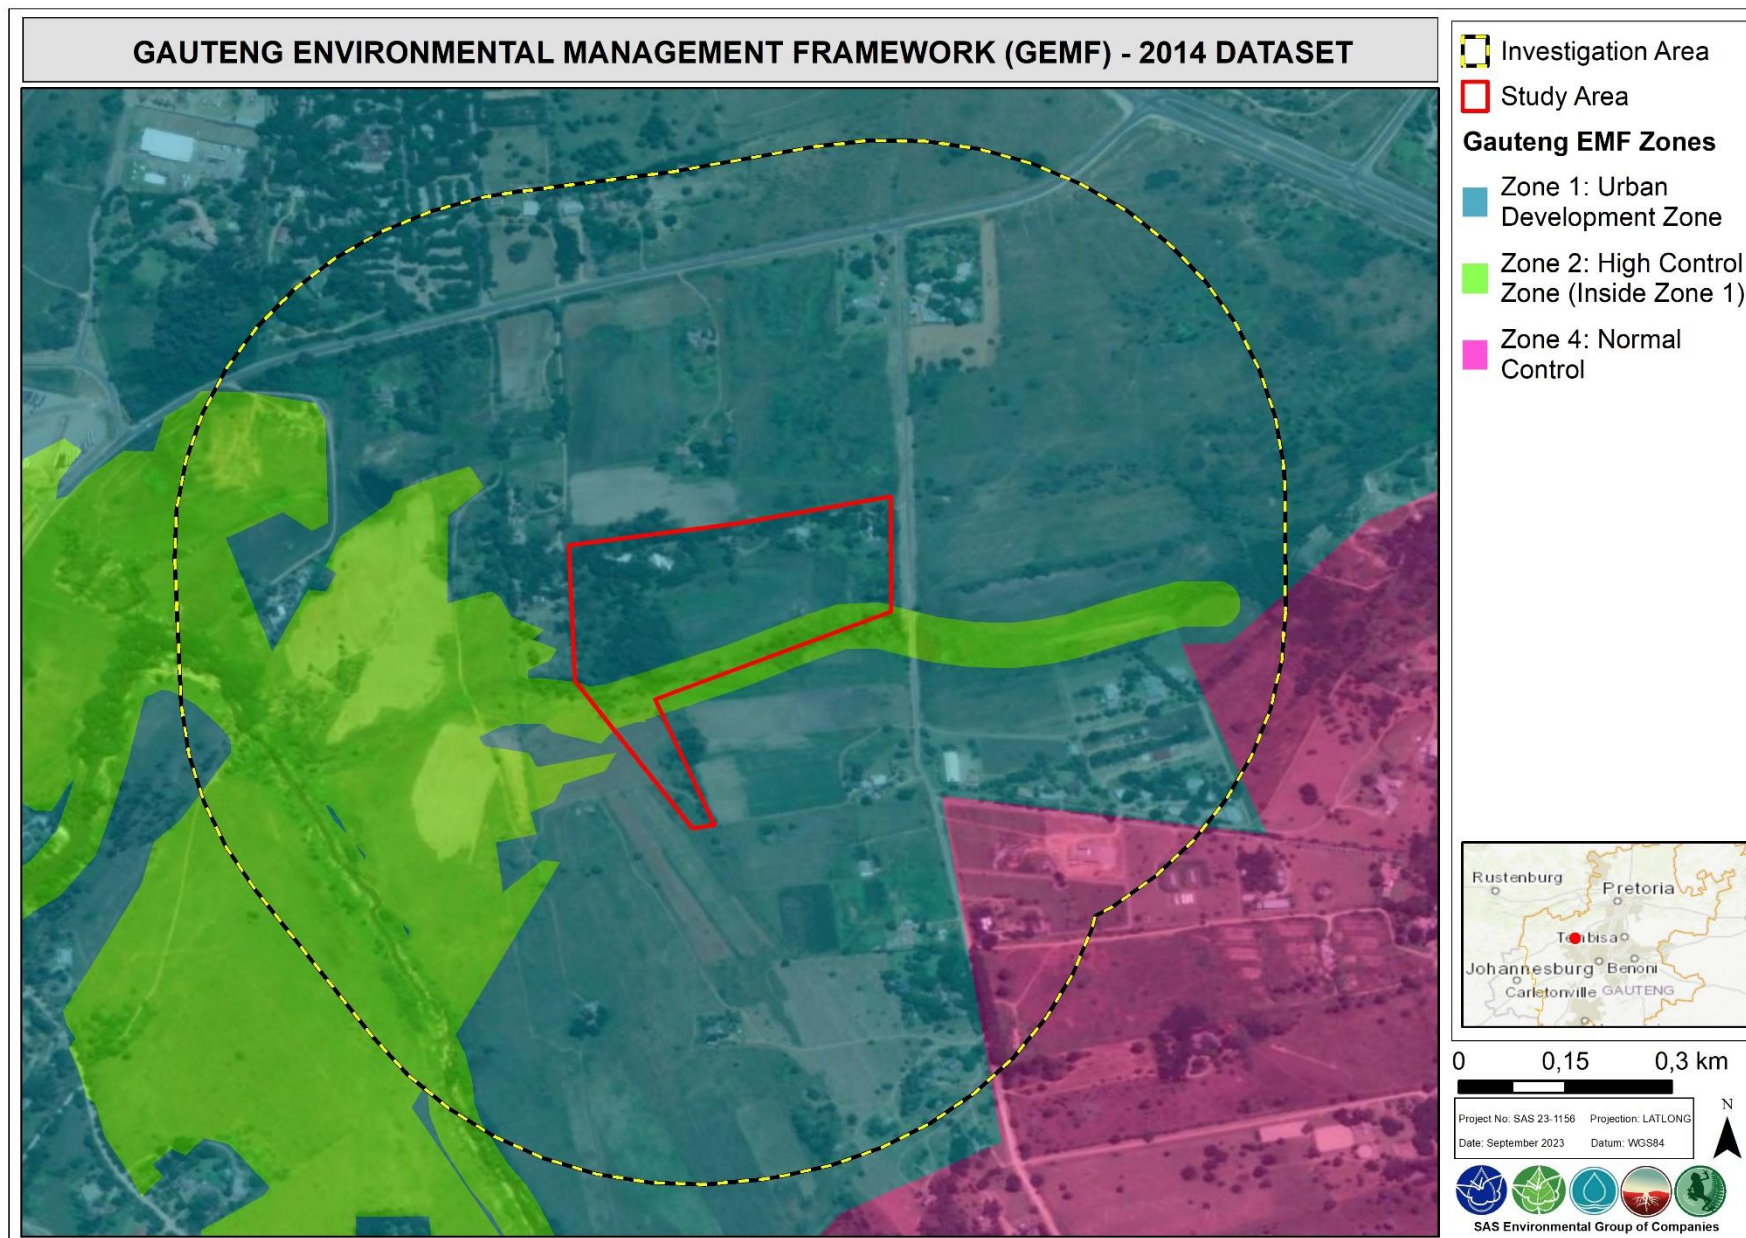 GAUTENG ENVIRONMENTAL MANAGEMENT FRAMEWORK (GEMF) - 2014 DATASET
Investigation Area
Study Area
Gauteng EMF Zones
Zone 1: Urban
Development Zone
Zone 2: High Control
Zone (Inside Zone 1)
Zone 4: Normal
Control
Rustenburg
Pretoria
Tembisa
Johannesburg
Benoni
Carletonville
GAUTENG
0 0,15 0,3 km
Project No: SAS 23-1156 Projection: LATLONG
Date: September 2023 Datum: WGS84
N
SAS Environmental Group of Companies